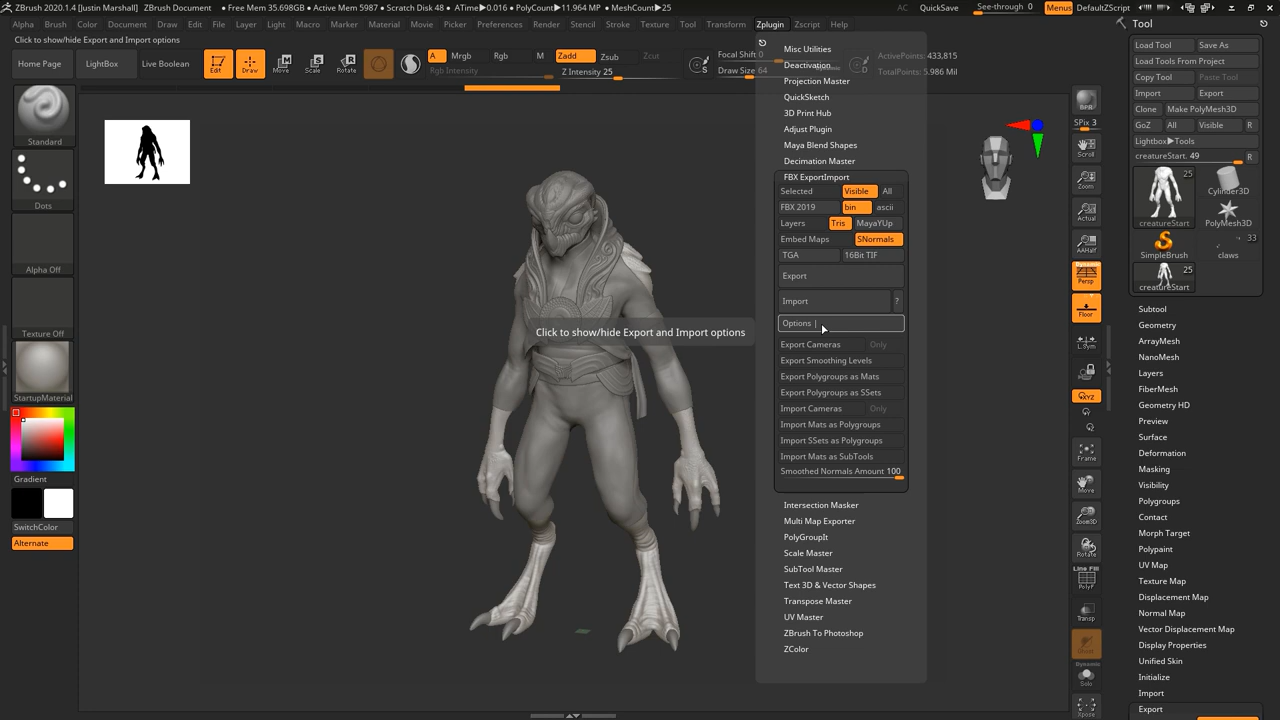 ZBrush 2020.1.4 [Justin Marshall] ZBrush Document • Free Mem 35.698GB • Active Mem 5987 • Scratch Disk 48 • ATime▶0.016 • PolyCount▶11.964 MP • MeshCount▶25 AC QuickSave See-through 0 Menus DefaultZScript
Alpha Brush Color Document Draw Edit File Layer Light Macro Marker Material Movie Picker Preferences Render Stencil Stroke Texture Tool Transform Zplugin Zscript Help
Click to show/hide Export and Import options
Home Page LightBox Live Boolean Edit Draw Move Scale Rotate
A Mrgb Rgb M Zadd Zsub Zcut
Rgb Intensity Z Intensity 25
Focal Shift 0
Draw Size 64
S
D
ActivePoints: 433,815
TotalPoints: 5.986 Mil
Standard
Dots
Alpha Off
Texture Off
StartupMaterial
Gradient
SwitchColor
Alternate
Click to show/hide Export and Import options
Misc Utilities
Deactivation
Projection Master
QuickSketch
3D Print Hub
Adjust Plugin
Maya Blend Shapes
Decimation Master
FBX ExportImport
Selected Visible All
FBX 2019 bin ascii
Layers Tris MayaYUp
Embed Maps SNormals
TGA 16Bit TIF
Export
Import ?
Options |
Export Cameras Only
Export Smoothing Levels
Export Polygroups as Mats
Export Polygroups as SSets
Import Cameras Only
Import Mats as Polygroups
Import SSets as Polygroups
Import Mats as SubTools
Smoothed Normals Amount 100
Intersection Masker
Multi Map Exporter
PolyGroupIt
Scale Master
SubTool Master
Text 3D & Vector Shapes
Transpose Master
UV Master
ZBrush To Photoshop
ZColor
BPR
SPix 3
Scroll
Zoom
Actual
AAHalf
Dynamic
Persp
Floor
L.Sym
XYZ
Frame
Move
Zoom3D
Rotate
Line Fill
PolyF
Transp
Dynamic
Solo
Xpose
Tool
Load Tool Save As
Load Tools From Project
Copy Tool Paste Tool
Import Export
Clone Make PolyMesh3D
GoZ All Visible R
Lightbox▶Tools
creatureStart. 49 R
25
creatureStart
Cylinder3D
PolyMesh3D
SimpleBrush
33
claws
25
creatureStart
Subtool
Geometry
ArrayMesh
NanoMesh
Layers
FiberMesh
Geometry HD
Preview
Surface
Deformation
Masking
Visibility
Polygroups
Contact
Morph Target
Polypaint
UV Map
Texture Map
Displacement Map
Normal Map
Vector Displacement Map
Display Properties
Unified Skin
Initialize
Import
Export